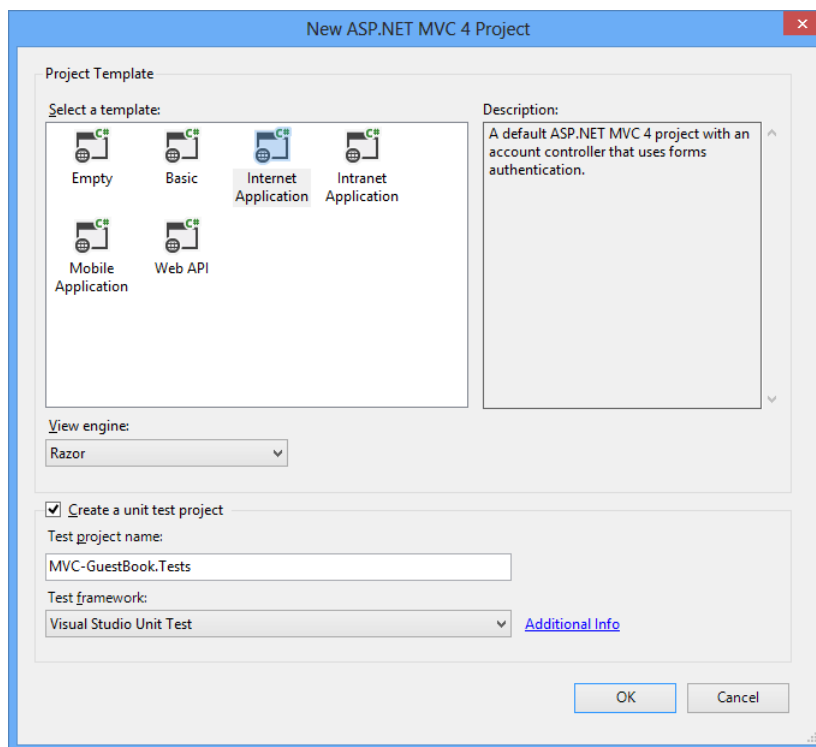 New ASP.NET MVC 4 Project
Project Template
Select a template:
Description:
C# C# C# C#
Empty Basic Internet Application Intranet Application
C# C#
Mobile Application Web API
A default ASP.NET MVC 4 project with an
account controller that uses forms
authentication.
View engine:
Razor
Create a unit test project
Test project name:
MVC-GuestBook.Tests
Test framework:
Visual Studio Unit Test
Additional Info
OK
Cancel